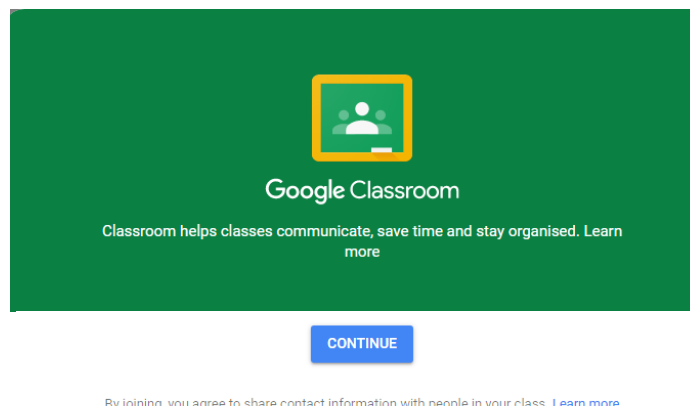 Google Classroom
Classroom helps classes communicate, save time and stay organised. Learn
more
CONTINUE
By joining, you agree to share contact information with people in your class. Learn more